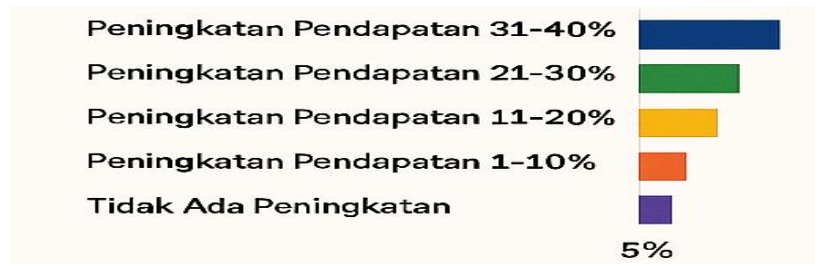 Peningkatan Pendapatan 31–40%
Peningkatan Pendapatan 21–30%
Peningkatan Pendapatan 11–20%
Peningkatan Pendapatan 1–10%
Tidak Ada Peningkatan
5%